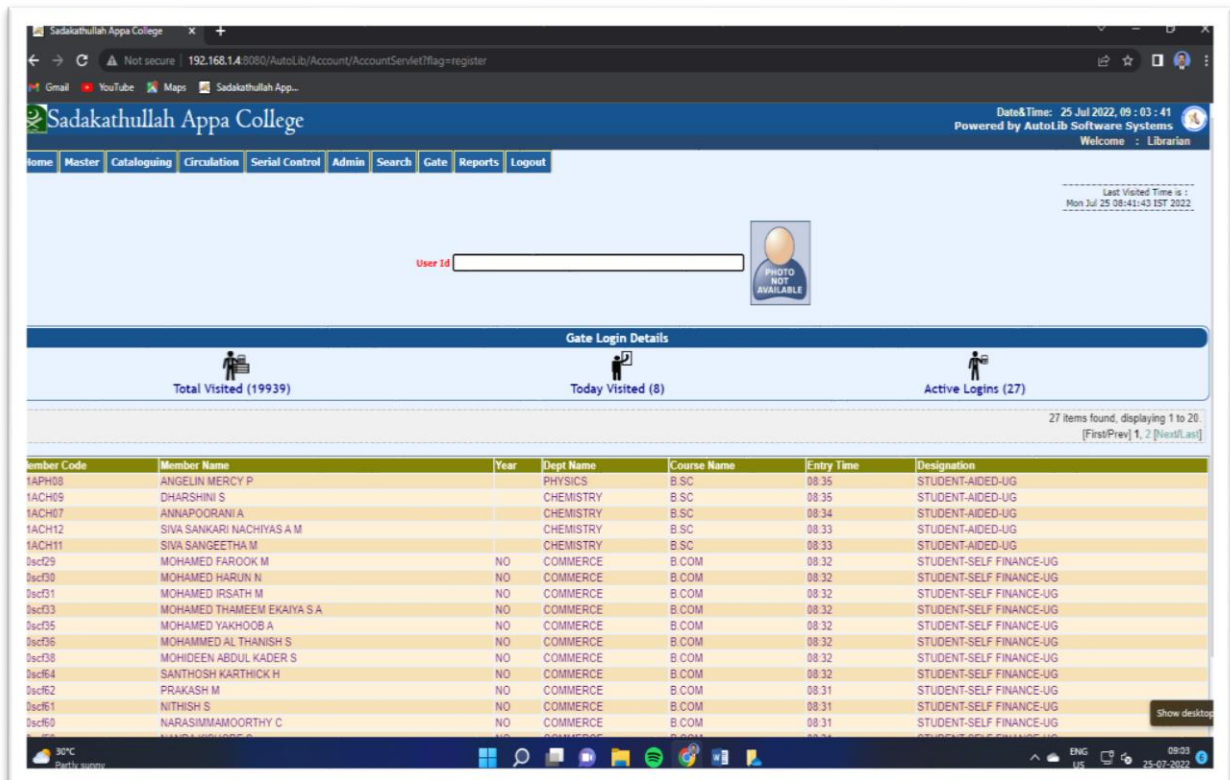 Sadakathullah Appa College
Not secure | 192.168.1.4:8080/AutoLib/Account/AccountServlet?flag=register
Gmail YouTube Maps Sadakathullah App...
Sadakathullah Appa College
Date&Time: 25 Jul 2022, 09 : 03 : 41
Powered by AutoLib Software Systems
Welcome : Librarian
Home Master Cataloguing Circulation Serial Control Admin Search Gate Reports Logout
Last Visited Time is :
Mon Jul 25 08:41:43 IST 2022
User Id
PHOTO
NOT
AVAILABLE
Gate Login Details
Total Visited (19939) Today Visited (8) Active Logins (27)
27 items found, displaying 1 to 20.
[First/Prev] 1, 2 [Next/Last]
ember Code Member Name Year Dept Name Course Name Entry Time Designation
1APH08 ANGELIN MERCY P PHYSICS B.SC 08:35 STUDENT-AIDED-UG
1ACH09 DHARSHINI S CHEMISTRY B.SC 08:35 STUDENT-AIDED-UG
1ACH07 ANNAPOORANI A CHEMISTRY B.SC 08:34 STUDENT-AIDED-UG
1ACH12 SIVA SANKARI NACHIYAS A M CHEMISTRY B.SC 08:33 STUDENT-AIDED-UG
1ACH11 SIVA SANGEETHA M CHEMISTRY B.SC 08:33 STUDENT-AIDED-UG
0scf29 MOHAMED FAROOK M NO COMMERCE B.COM 08:32 STUDENT-SELF FINANCE-UG
0scf30 MOHAMED HARUN N NO COMMERCE B.COM 08:32 STUDENT-SELF FINANCE-UG
0scf31 MOHAMED IRSATH M NO COMMERCE B.COM 08:32 STUDENT-SELF FINANCE-UG
0scf33 MOHAMED THAMEEM EKAIYA S.A NO COMMERCE B.COM 08:32 STUDENT-SELF FINANCE-UG
0scf35 MOHAMED YAKHOOB A NO COMMERCE B.COM 08:32 STUDENT-SELF FINANCE-UG
0scf36 MOHAMMED AL THANISH S NO COMMERCE B.COM 08:32 STUDENT-SELF FINANCE-UG
0scf38 MOHIDEEN ABDUL KADER S NO COMMERCE B.COM 08:32 STUDENT-SELF FINANCE-UG
0scf64 SANTHOSH KARTHICK H NO COMMERCE B.COM 08:32 STUDENT-SELF FINANCE-UG
0scf62 PRAKASH M NO COMMERCE B.COM 08:31 STUDENT-SELF FINANCE-UG
0scf61 NITHISH S NO COMMERCE B.COM 08:31 STUDENT-SELF FINANCE-UG
0scf60 NARASIMMAMOORTHY C NO COMMERCE B.COM 08:31 STUDENT-SELF FINANCE-UG
Show desktop
30°C
Partly sunny
ENG
US
09:03
25-07-2022